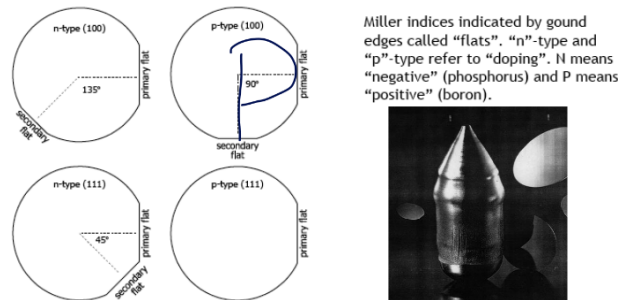 n-type (100)
135°
primary flat
secondary
flat
p-type (100)
90°
primary flat
secondary
flat
n-type (111)
45°
primary flat
secondary
flat
p-type (111)
primary flat
Miller indices indicated by gound
edges called “flats”. “n”-type and
“p”-type refer to “doping”. N means
“negative” (phosphorus) and P means
“positive” (boron).